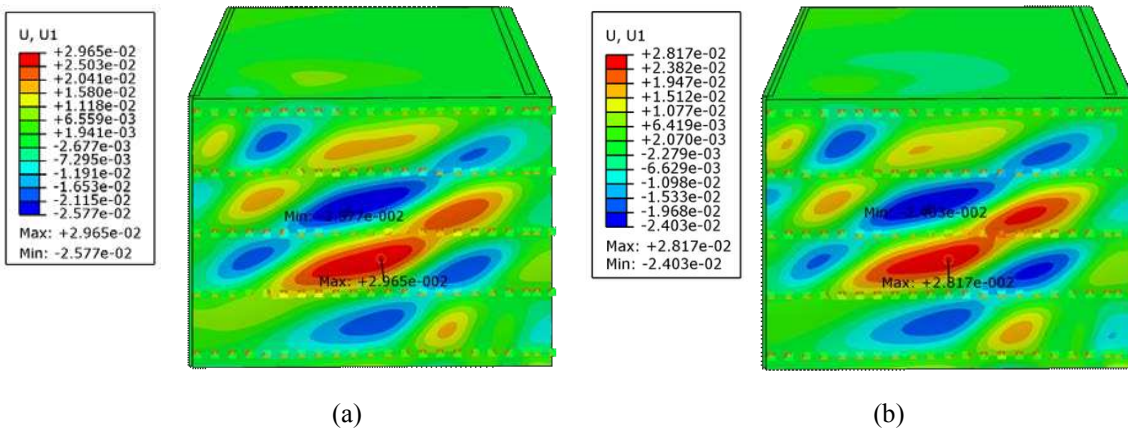 U, U1
+2.965e-02
+2.503e-02
+2.041e-02
+1.580e-02
+1.118e-02
+6.559e-03
+1.941e-03
-2.677e-03
-7.295e-03
-1.191e-02
-1.653e-02
-2.115e-02
-2.577e-02
Max: +2.965e-02
Min: -2.577e-02
Min: -2.577e-002
Max: +2.965e-002
(a)
U, U1
+2.817e-02
+2.382e-02
+1.947e-02
+1.512e-02
+1.077e-02
+6.419e-03
+2.070e-03
-2.279e-03
-6.629e-03
-1.098e-02
-1.533e-02
-1.968e-02
-2.403e-02
Max: +2.817e-02
Min: -2.403e-02
Min: -2.403e-002
Max: +2.817e-002
(b)